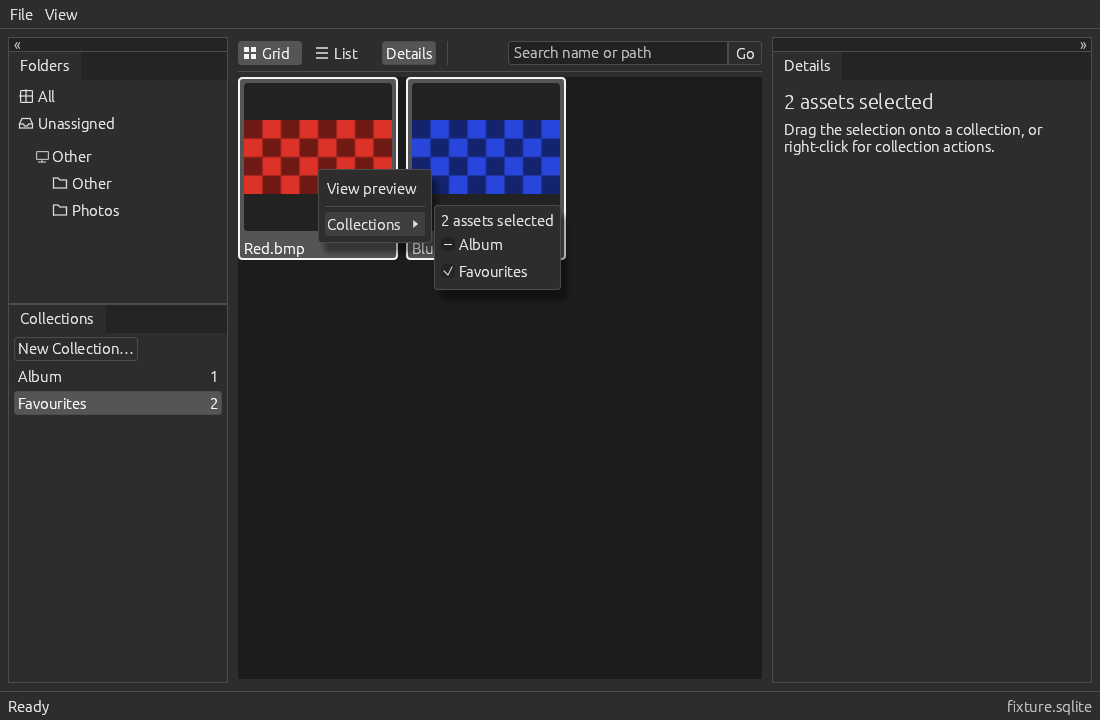 File View
«
Folders
All
Unassigned
Other
Other
Photos
Collections
New Collection...
Album 1
Favourites 2
Grid List Details Search name or path Go
Red.bmp
Blu
View preview
Collections
2 assets selected
Album
Favourites
»
Details
2 assets selected
Drag the selection onto a collection, or
right-click for collection actions.
Ready fixture.sqlite